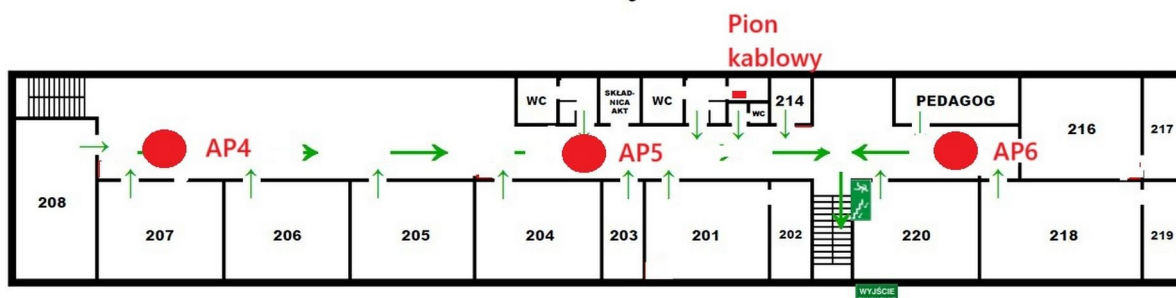 Pion
kablowy
WC
SKŁAD-
NICA
AKT
WC
WC
214
PEDAGOG
216
217
AP4
AP5
AP6
208
207
206
205
204
203
201
202
220
218
219
WYJŚCIE